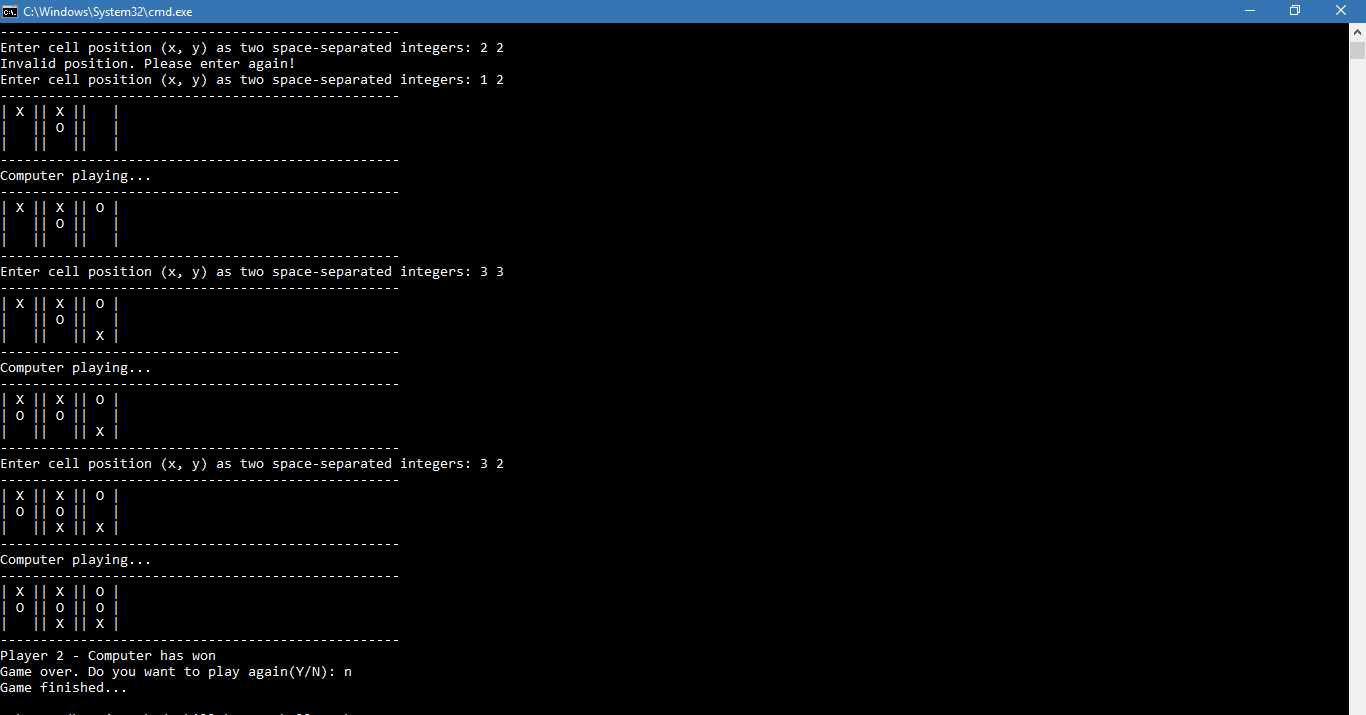 C:\Windows\System32\cmd.exe
--------------------------------------------------
Enter cell position (x, y) as two space-separated integers: 2 2
Invalid position. Please enter again!
Enter cell position (x, y) as two space-separated integers: 1 2
--------------------------------------------------
| X || X ||   |
|   || O ||   |
|   ||   ||   |
--------------------------------------------------
Computer playing...
--------------------------------------------------
| X || X || O |
|   || O ||   |
|   ||   ||   |
--------------------------------------------------
Enter cell position (x, y) as two space-separated integers: 3 3
--------------------------------------------------
| X || X || O |
|   || O ||   |
|   ||   || X |
--------------------------------------------------
Computer playing...
--------------------------------------------------
| X || X || O |
| O || O ||   |
|   ||   || X |
--------------------------------------------------
Enter cell position (x, y) as two space-separated integers: 3 2
--------------------------------------------------
| X || X || O |
| O || O ||   |
|   || X || X |
--------------------------------------------------
Computer playing...
--------------------------------------------------
| X || X || O |
| O || O || O |
|   || X || X |
--------------------------------------------------
Player 2 - Computer has won
Game over. Do you want to play again(Y/N): n
Game finished...